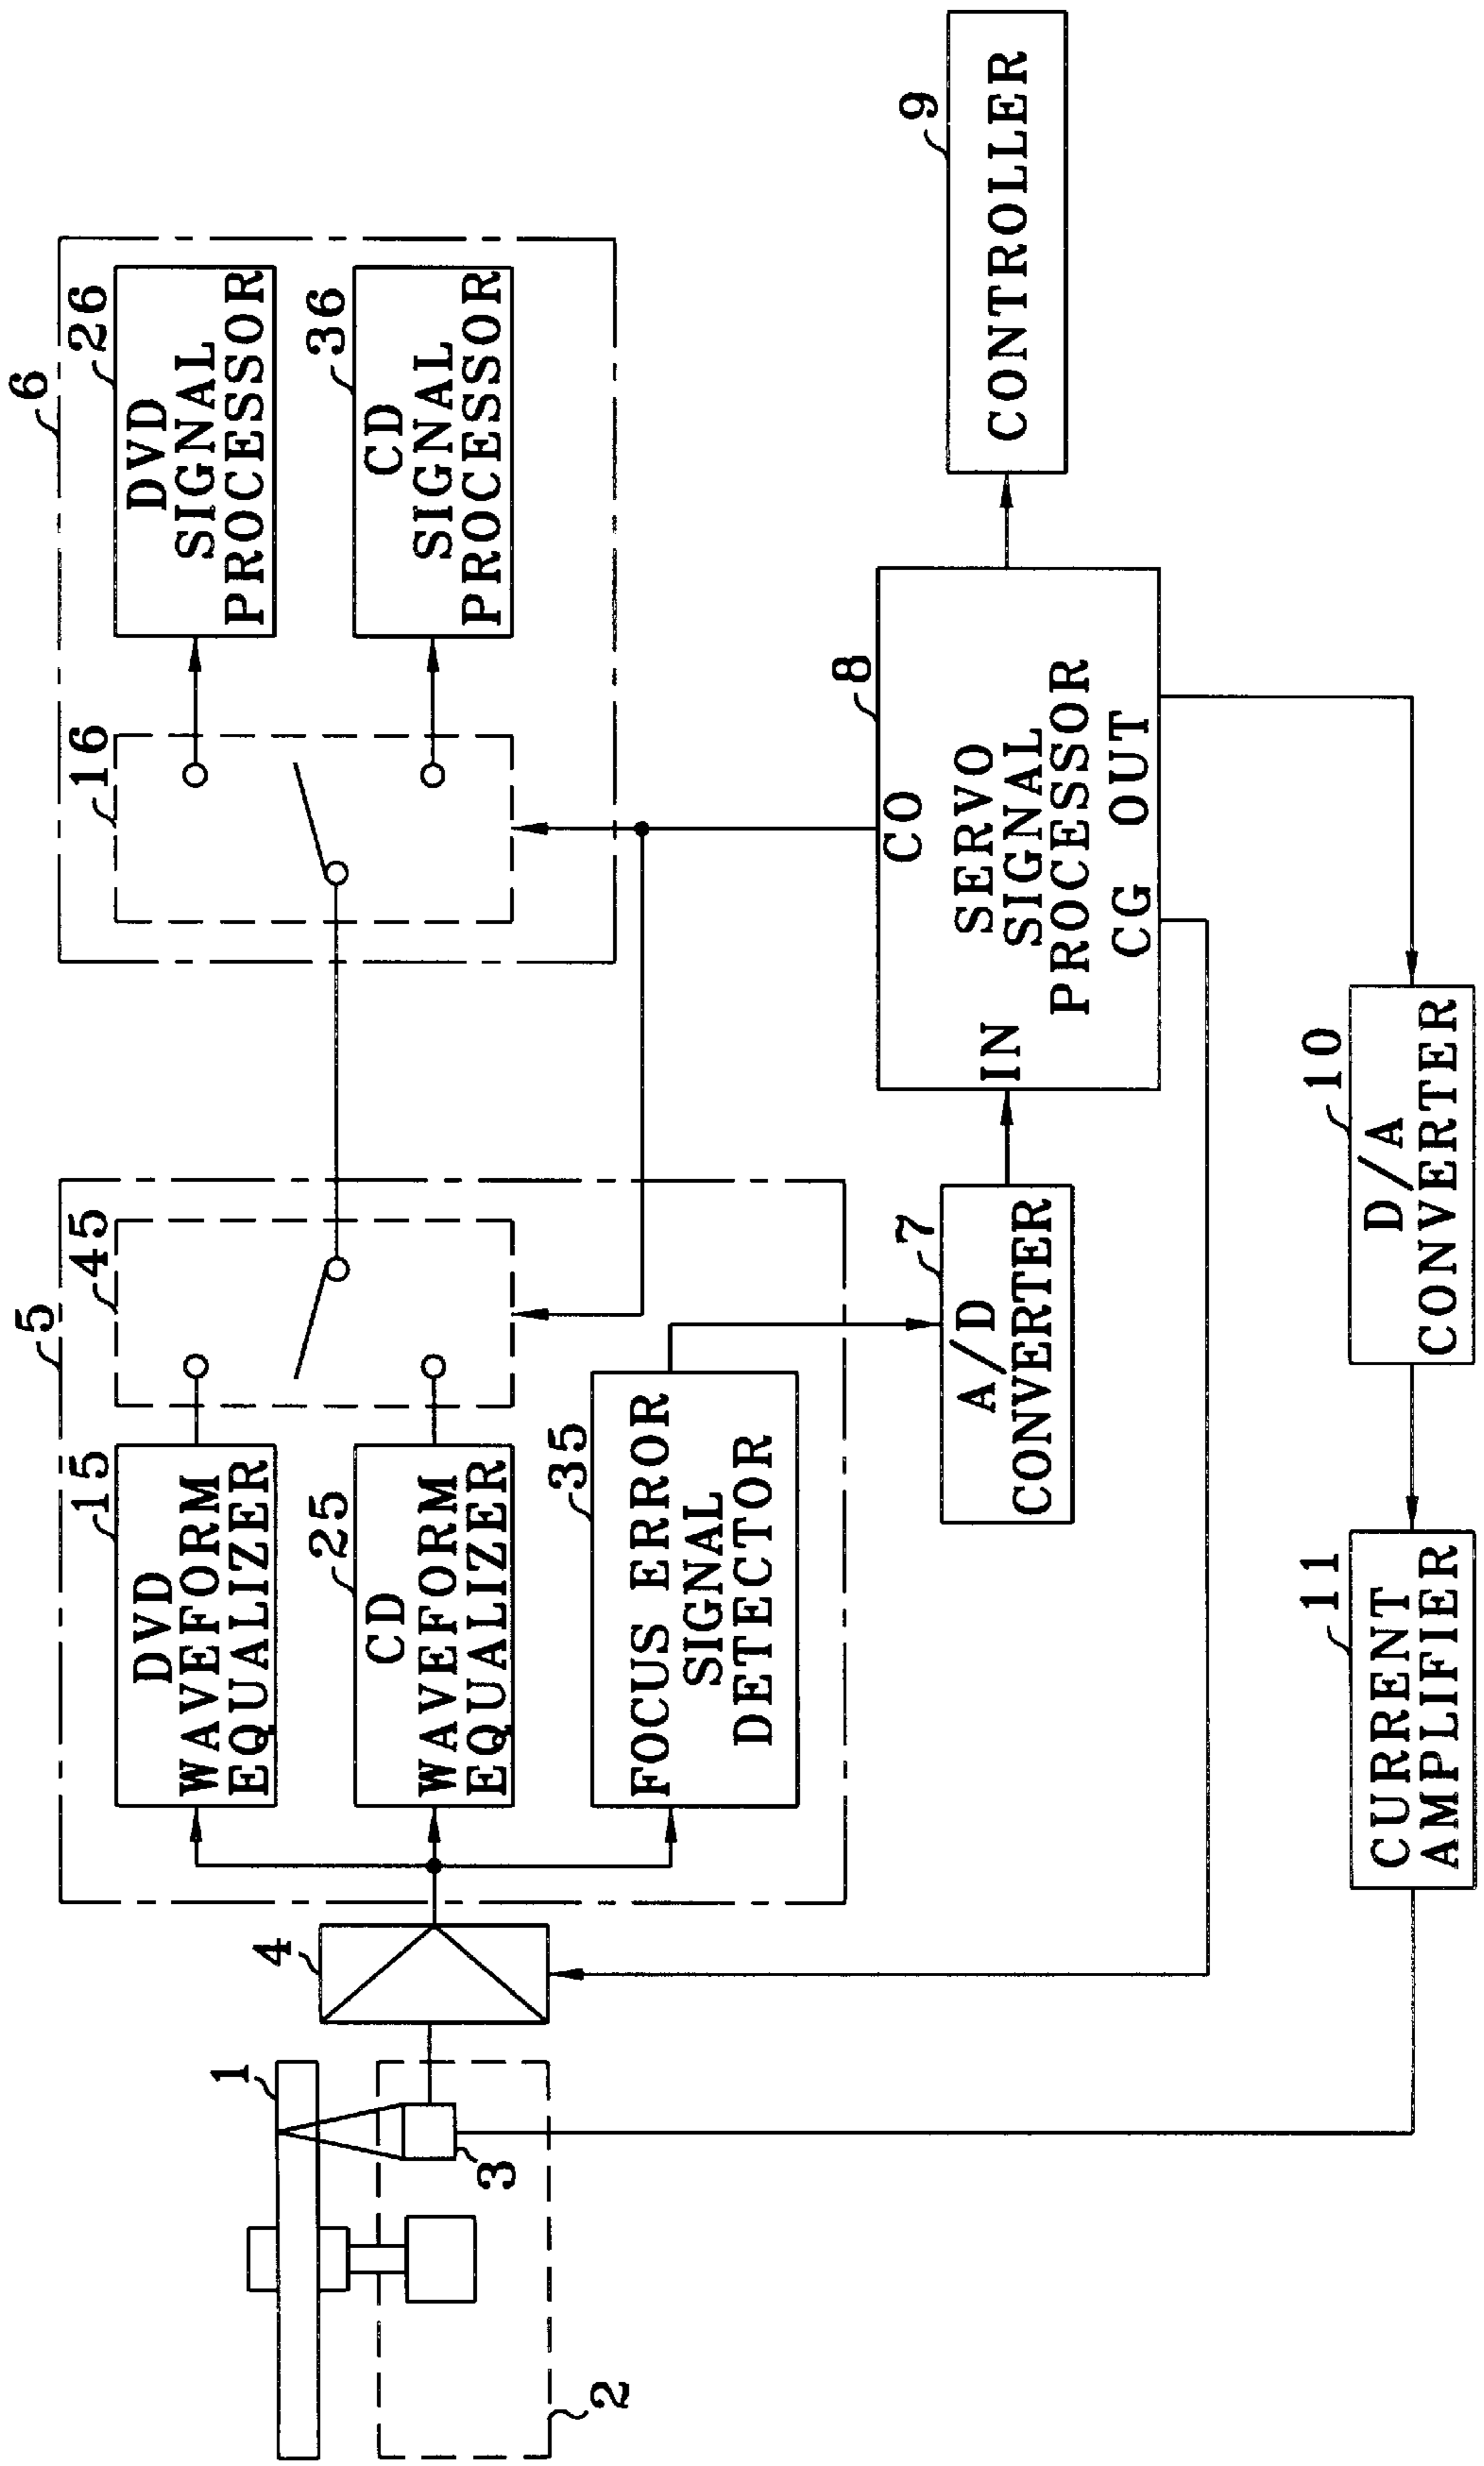 1
2
3
4
5
15
DVD
WAVEFORM
EQUALIZER
25
CD
WAVEFORM
EQUALIZER
35
FOCUS ERROR
SIGNAL
DETECTOR
45
6
16
26
DVD
SIGNAL
PROCESSOR
36
CD
SIGNAL
PROCESSOR
7
A/D
CONVERTER
8
CO
IN
SERVO
SIGNAL
PROCESSOR
CG OUT
9
CONTROLLER
10
D/A
CONVERTER
11
CURRENT
AMPLIFIER